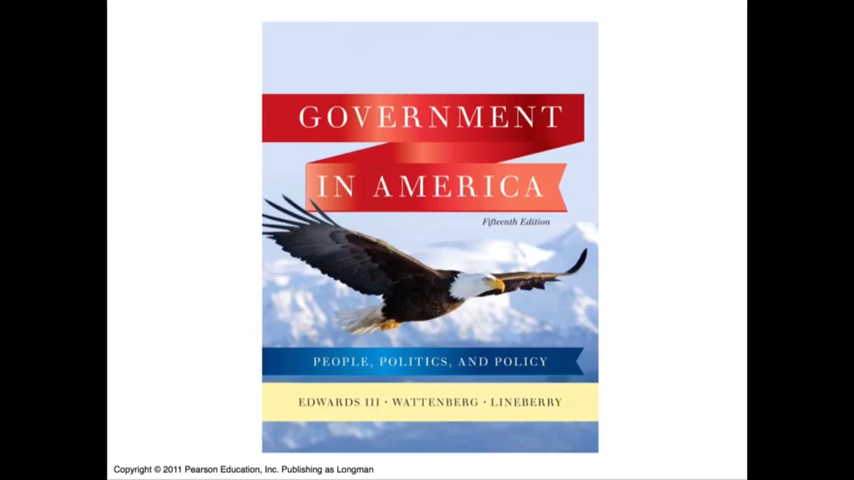 GOVERNMENT
IN AMERICA
Fifteenth Edition
PEOPLE, POLITICS, AND POLICY
EDWARDS III · WATTENBERG · LINEBERRY
Copyright © 2011 Pearson Education, Inc. Publishing as Longman